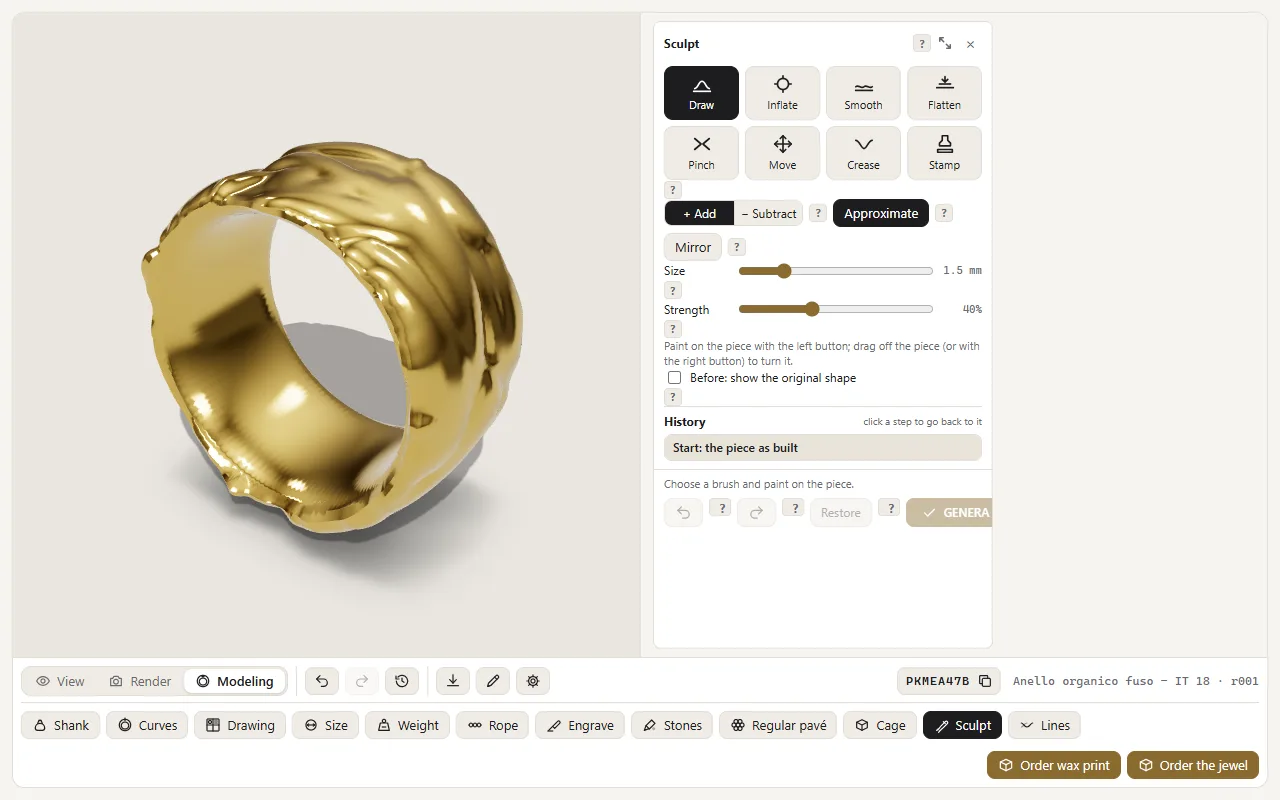 Sculpt ?
Draw Inflate Smooth Flatten
Pinch Move Crease Stamp
?
+ Add − Subtract ? Approximate ?
Mirror ?
Size 1.5 mm
?
Strength 40%
?
Paint on the piece with the left button; drag off the piece (or with
the right button) to turn it.
Before: show the original shape
?
History click a step to go back to it
Start: the piece as built
Choose a brush and paint on the piece.
? ? Restore ? GENERA
View Render Modeling PKMEA47B Anello organico fuso – IT 18 · r001
Shank Curves Drawing Size Weight Rope Engrave Stones Regular pavé Cage Sculpt Lines
Order wax print Order the jewel